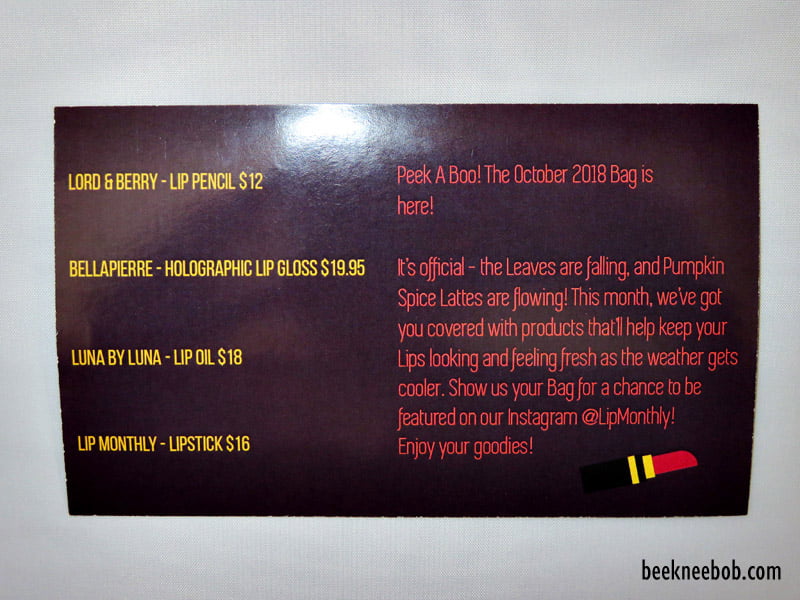 LORD & BERRY - LIP PENCIL $12
BELLAPIERRE - HOLOGRAPHIC LIP GLOSS $19.95
LUNA BY LUNA - LIP OIL $18
LIP MONTHLY - LIPSTICK $16
Peek A Boo! The October 2018 Bag is
here!
It's official - the Leaves are falling, and Pumpkin
Spice Lattes are flowing! This month, we've got
you covered with products that'll help keep your
Lips looking and feeling fresh as the weather gets
cooler. Show us your Bag for a chance to be
featured on our Instagram @LipMonthly!
Enjoy your goodies!
beekneebob.com